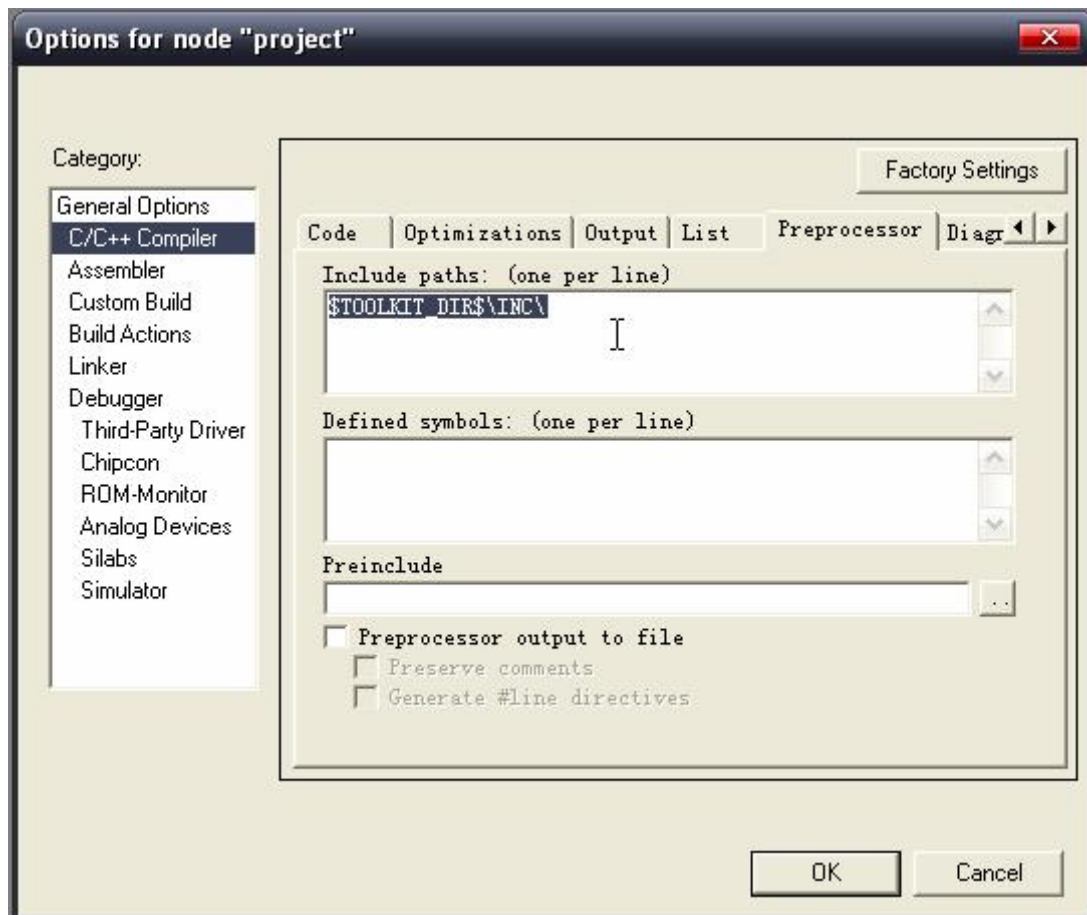 Options for node "project"
Category:
General Options
C/C++ Compiler
Assembler
Custom Build
Build Actions
Linker
Debugger
Third-Party Driver
Chipcon
ROM-Monitor
Analog Devices
Silabs
Simulator
Factory Settings
Code Optimizations Output List Preprocessor Diagr
Include paths: (one per line)
$TOOLKIT_DIR$\INC\
Defined symbols: (one per line)
Preinclude
..
Preprocessor output to file
Preserve comments
Generate #line directives
OK Cancel